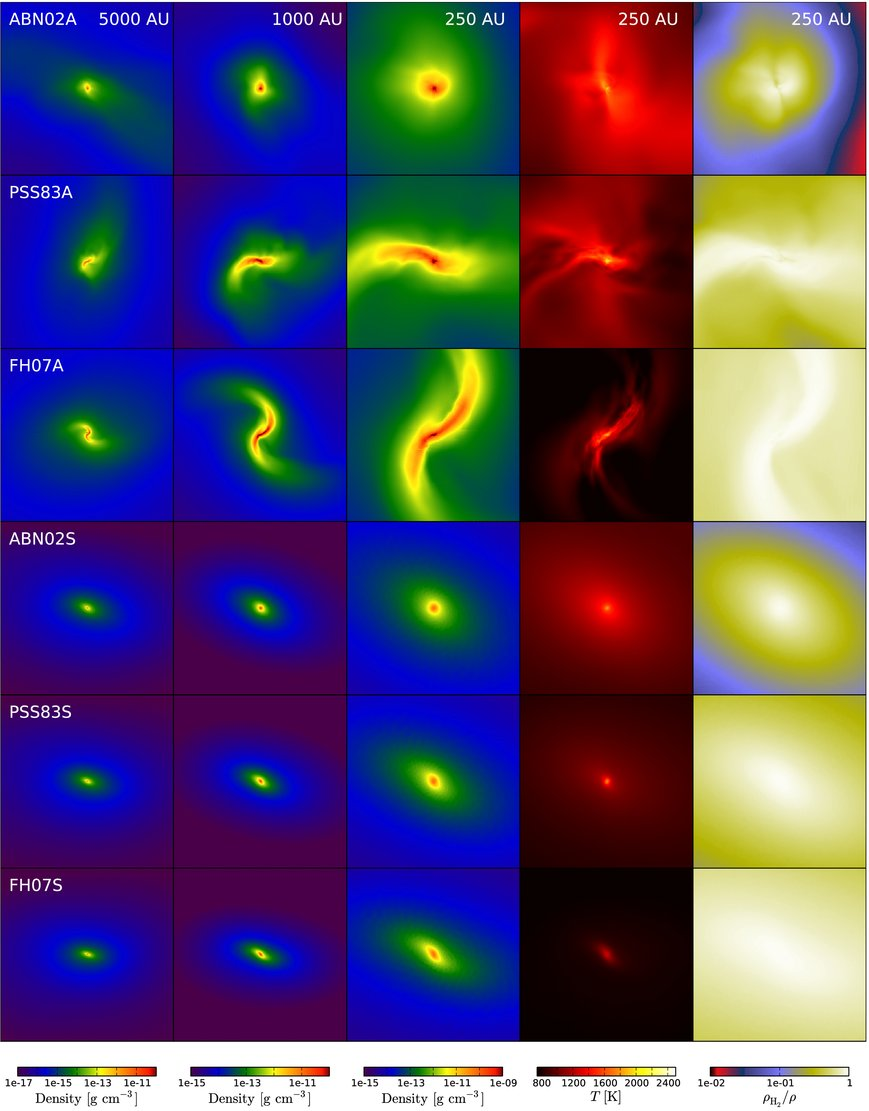 ABN02A 5000 AU 1000 AU 250 AU 250 AU 250 AU
PSS83A
FH07A
ABN02S
PSS83S
FH07S
1e-17 1e-15 1e-13 1e-11 1e-15 1e-13 1e-11 1e-15 1e-13 1e-11 1e-09 800 1200 1600 2000 2400 1e-02 1e-01 1
Density [g cm⁻³] Density [g cm⁻³] Density [g cm⁻³] T [K] ρH₂/ρ